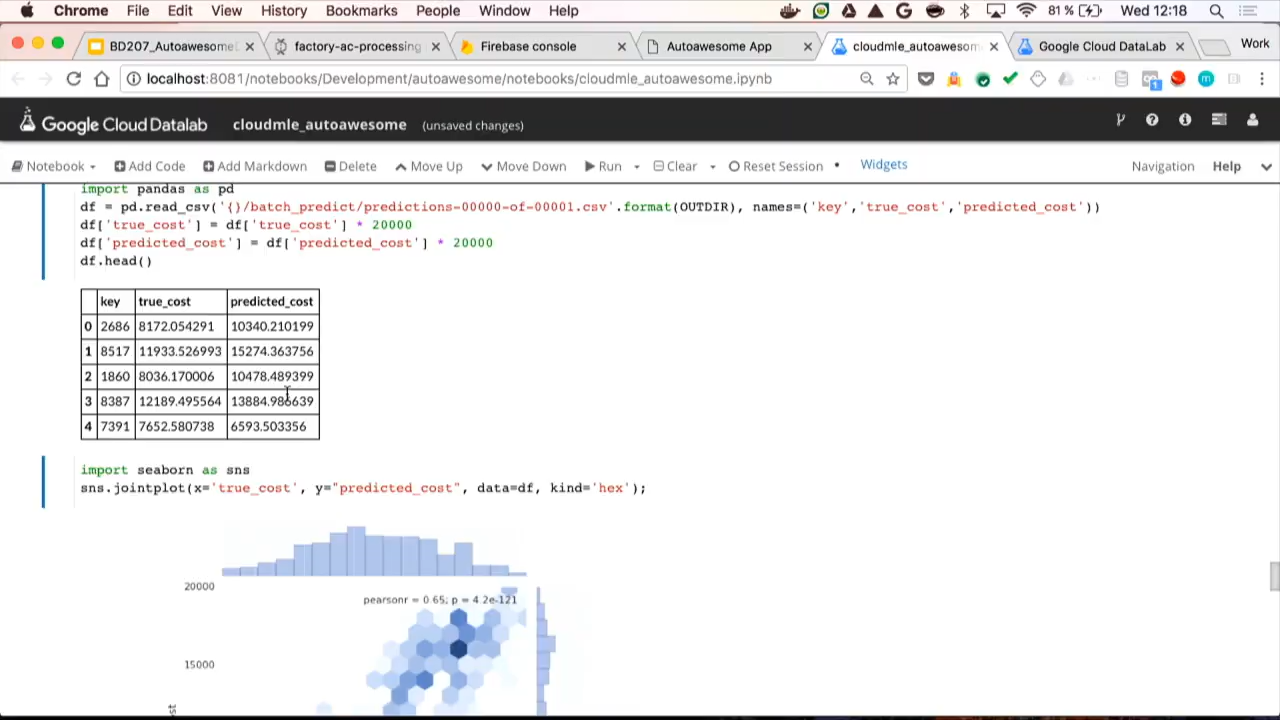 Chrome File Edit View History Bookmarks People Window Help 81 % Wed 12:18
BD207_Autoawesome factory-ac-processing Firebase console Autoawesome App cloudmle_autoawesom Google Cloud DataLab Work
localhost:8081/notebooks/Development/autoawesome/notebooks/cloudmle_autoawesome.ipynb
Google Cloud Datalab cloudmle_autoawesome (unsaved changes)
Notebook Add Code Add Markdown Delete Move Up Move Down Run Clear Reset Session Widgets Navigation Help
import pandas as pd
df = pd.read_csv('{}/batch_predict/predictions-00000-of-00001.csv'.format(OUTDIR), names=('key','true_cost','predicted_cost'))
df['true_cost'] = df['true_cost'] * 20000
df['predicted_cost'] = df['predicted_cost'] * 20000
df.head()
key true_cost predicted_cost
0 2686 8172.054291 10340.210199
1 8517 11933.526993 15274.363756
2 1860 8036.170006 10478.489399
3 8387 12189.495564 13884.986639
4 7391 7652.580738 6593.503356
import seaborn as sns
sns.jointplot(x='true_cost', y="predicted_cost", data=df, kind='hex');
20000
pearsonr = 0.65; p = 4.2e-121
15000